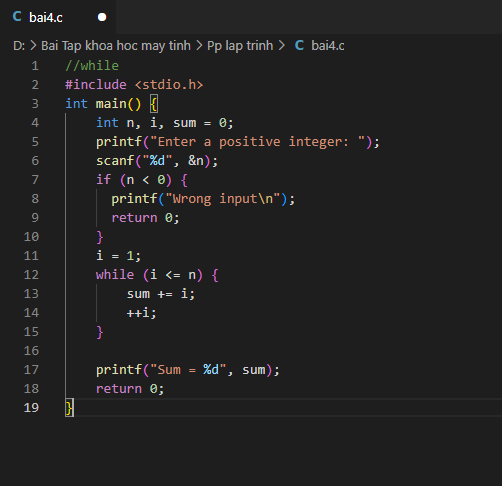 C bai4.c ●
D: > Bai Tap khoa hoc may tinh > Pp lap trinh > C bai4.c
1 //while
2 #include <stdio.h>
3 int main() {
4     int n, i, sum = 0;
5     printf("Enter a positive integer: ");
6     scanf("%d", &n);
7     if (n < 0) {
8       printf("Wrong input\n");
9       return 0;
10     }
11     i = 1;
12     while (i <= n) {
13         sum += i;
14         ++i;
15     }
16
17     printf("Sum = %d", sum);
18     return 0;
19 }